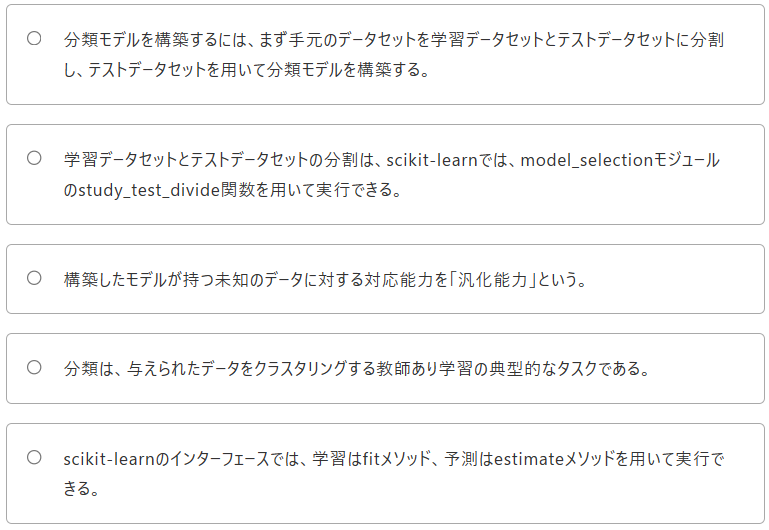 分類モデルを構築するには、まず手元のデータセットを学習データセットとテストデータセットに分割
し、テストデータセットを用いて分類モデルを構築する。
学習データセットとテストデータセットの分割は、scikit-learnでは、model_selectionモジュール
のstudy_test_divide関数を用いて実行できる。
構築したモデルが持つ未知のデータに対する対応能力を「汎化能力」という。
分類は、与えられたデータをクラスタリングする教師あり学習の典型的なタスクである。
scikit-learnのインターフェースでは、学習はfitメソッド、予測はestimateメソッドを用いて実行で
きる。